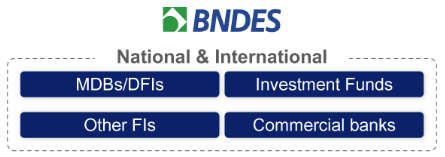 BNDES
National & International
MDBs/DFIs
Investment Funds
Other FIs
Commercial banks